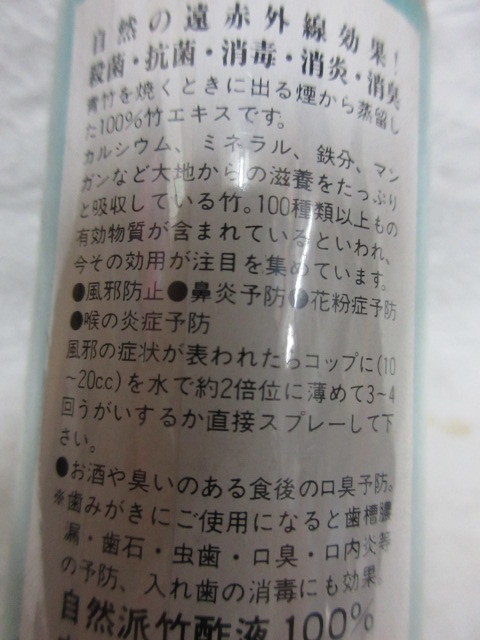 自然の遠赤外線効果!
殺菌・抗菌・消毒・消炎・消臭
青竹を焼くときに出る煙から蒸留し
た100%竹エキスです。
カルシウム、ミネラル、鉄分、マン
ガンなど大地からの滋養をたっぷり
と吸収している竹。100種類以上もの
有効物質が含まれているといわれ、
今その効用が注目を集めています。
●風邪防止●鼻炎予防●花粉症予防
●喉の炎症予防
風邪の症状が表われたらコップに(10
~20cc)を水で約2倍位に薄めて3~4
回うがいするか直接スプレーして下
さい。
●お酒や臭いのある食後の口臭予防。
※歯みがきにご使用になると歯槽膿
漏・歯石・虫歯・口臭・口内炎等
の予防、入れ歯の消毒にも効果。
自然派竹酢液 100%